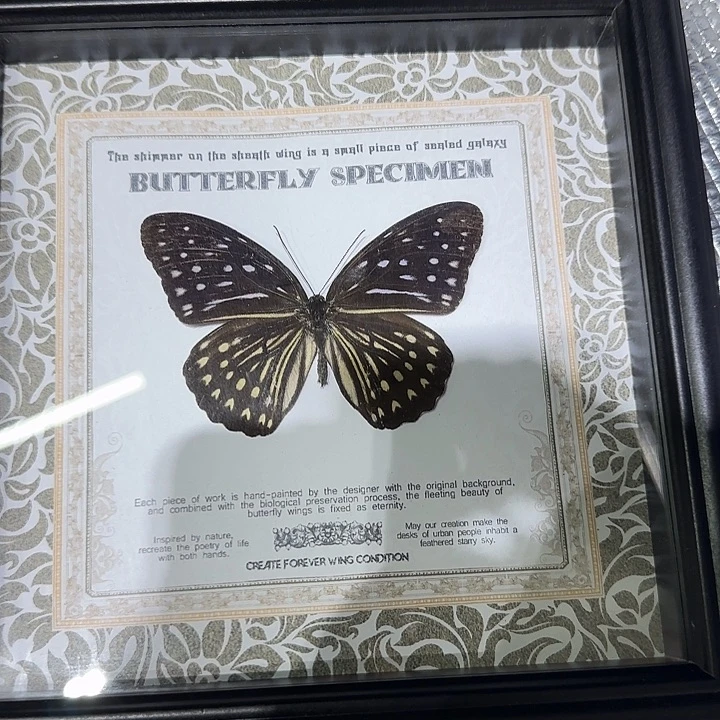 The shimmer on the sheath wing is a small piece of sealed galaxy
BUTTERFLY SPECIMEN
Each piece of work is hand-painted by the designer with the original background,
and combined with the biological preservation process, the fleeting beauty of
butterfly wings is fixed as eternity.
Inspired by nature,
recreate the poetry of life
with both hands.
May our creation make the
desks of urban people inhabit a
feathered starry sky.
CREATE FOREVER WING CONDITION